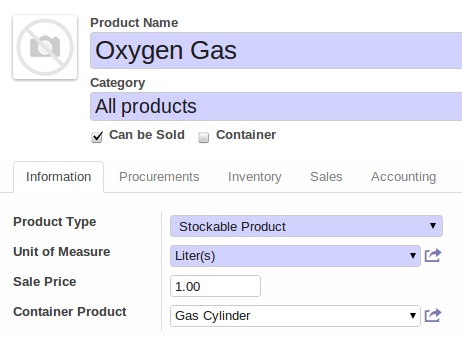 Product Name
Oxygen Gas
Category
All products
Can be Sold Container
Information Procurements Inventory Sales Accounting
Product Type Stockable Product
Unit of Measure Liter(s)
Sale Price 1.00
Container Product Gas Cylinder